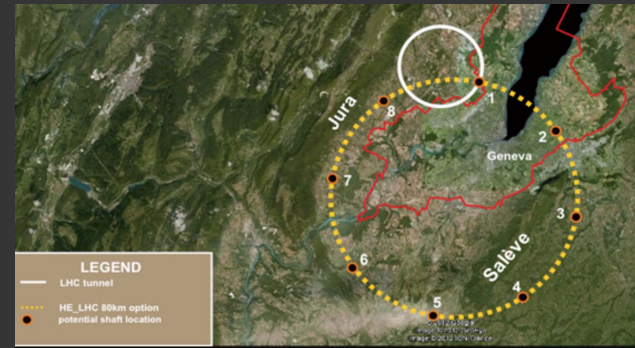 1
8
Jura
2
Geneva
7
3
Salève
6
4
5
LEGEND
LHC tunnel
HE_LHC 80km option
potential shaft location